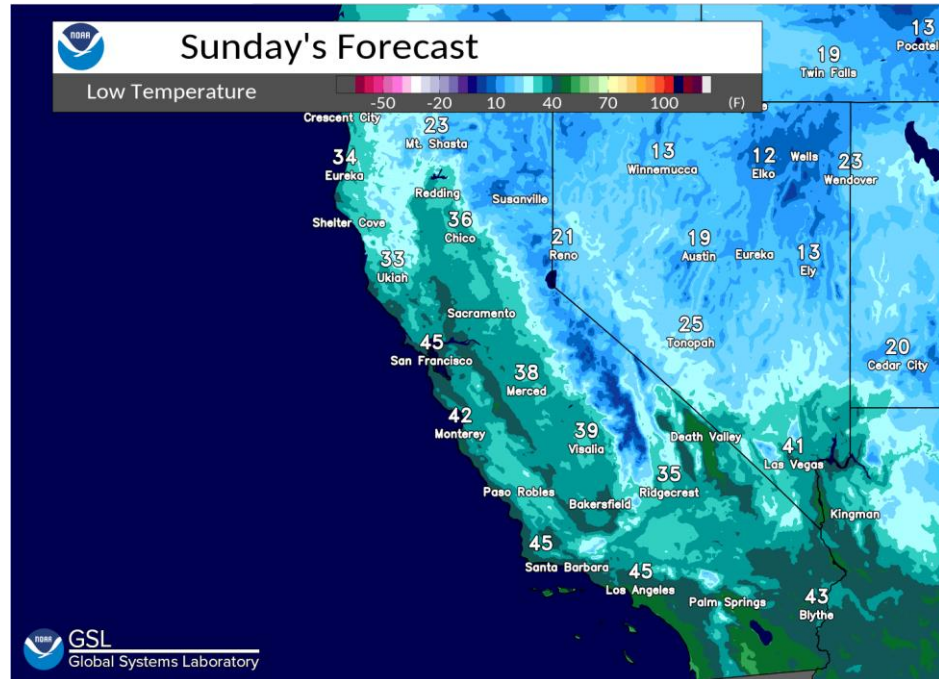 NOAA
Sunday's Forecast
Low Temperature
-50 -20 10 40 70 100 (F)
13
Pocatel
19
Twin Falls
Crescent City
23
Mt. Shasta
34
Eureka
13
Winnemucca
12
Elko
Wells
23
Wendover
Redding
Susanville
Shelter Cove
36
Chico
21
Reno
19
Austin
Eureka
13
Ely
33
Ukiah
Sacramento
45
San Francisco
25
Tonopah
20
Cedar City
38
Merced
42
Monterey
39
Visalia
Death Valley
41
Las Vegas
35
Ridgecrest
Paso Robles
Bakersfield
Kingman
45
Santa Barbara
45
Los Angeles
Palm Springs
43
Blythe
NOAA
GSL
Global Systems Laboratory